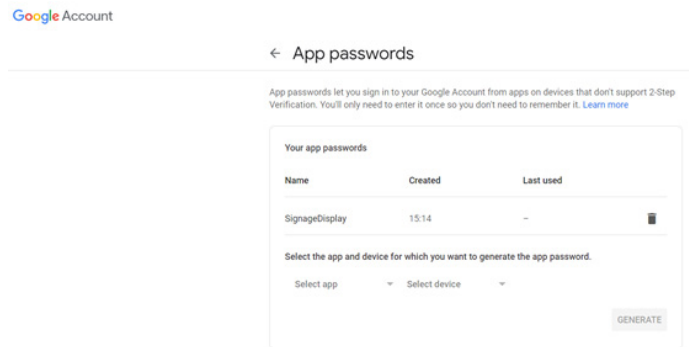 Google Account
← App passwords
App passwords let you sign in to your Google Account from apps on devices that don't support 2-Step
Verification. You'll only need to enter it once so you don't need to remember it. Learn more
Your app passwords
Name Created Last used
SignageDisplay 15:14 –
Select the app and device for which you want to generate the app password.
Select app Select device
GENERATE